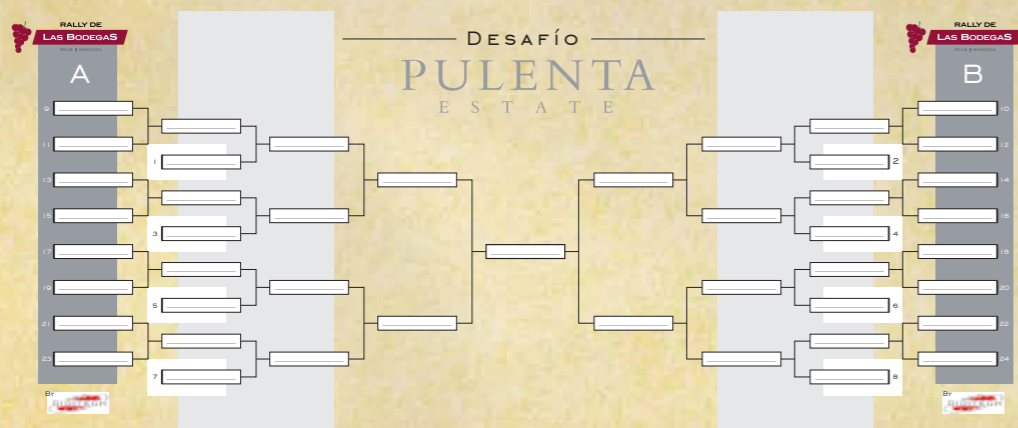 RALLY DE
LAS BODEGAS
A
DESAFÍO
PULENTA
ESTATE
RALLY DE
LAS BODEGAS
B
9
11
1
13
15
3
17
19
5
21
23
7
10
12
2
14
16
4
18
20
6
22
24
8
BY
BY